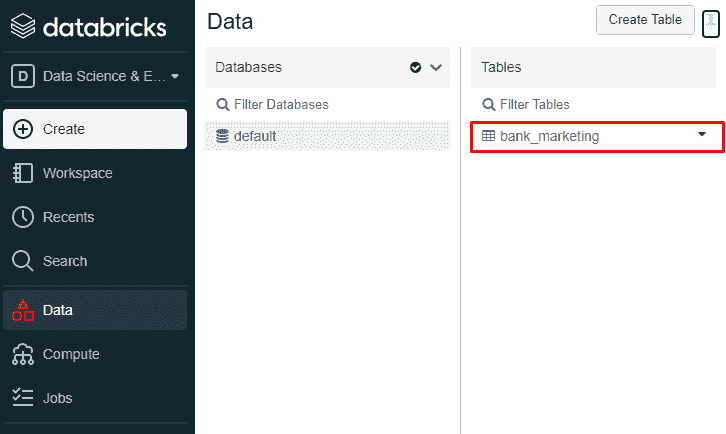 databricks
D Data Science & E...
Create
Workspace
Recents
Search
Data
Compute
Jobs
Data
Create Table
Databases
Filter Databases
default
Tables
Filter Tables
bank_marketing